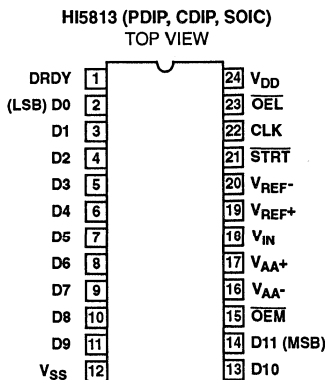 HI5813 (PDIP, CDIP, SOIC)
TOP VIEW
DRDY 1 24 VDD
(LSB) D0 2 23 OEL
D1 3 22 CLK
D2 4 21 STRT
D3 5 20 VREF-
D4 6 19 VREF+
D5 7 18 VIN
D6 8 17 VAA+
D7 9 16 VAA-
D8 10 15 OEM
D9 11 14 D11 (MSB)
VSS 12 13 D10